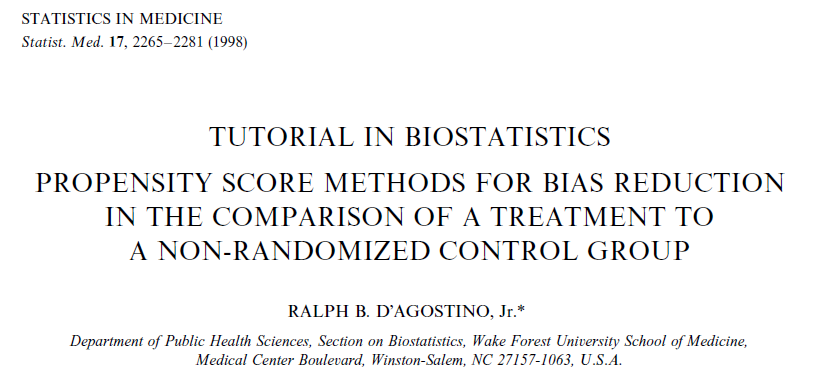 STATISTICS IN MEDICINE
Statist. Med. 17, 2265–2281 (1998)
TUTORIAL IN BIOSTATISTICS
PROPENSITY SCORE METHODS FOR BIAS REDUCTION
IN THE COMPARISON OF A TREATMENT TO
A NON-RANDOMIZED CONTROL GROUP
RALPH B. D'AGOSTINO, Jr.*
Department of Public Health Sciences, Section on Biostatistics, Wake Forest University School of Medicine,
Medical Center Boulevard, Winston-Salem, NC 27157-1063, U.S.A.